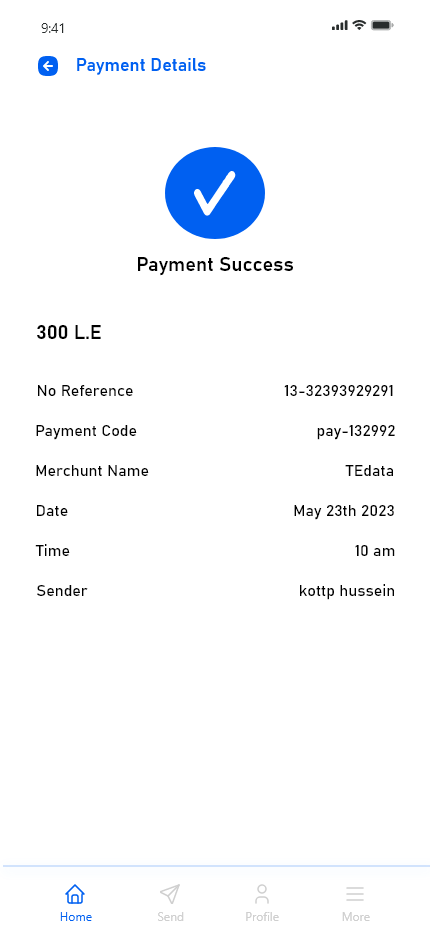 9:41
Payment Details
Payment Success
300 L.E
No Reference 13-32393929291
Payment Code pay-132992
Merchunt Name TEdata
Date May 23th 2023
Time 10 am
Sender kottp hussein
Home Send Profile More